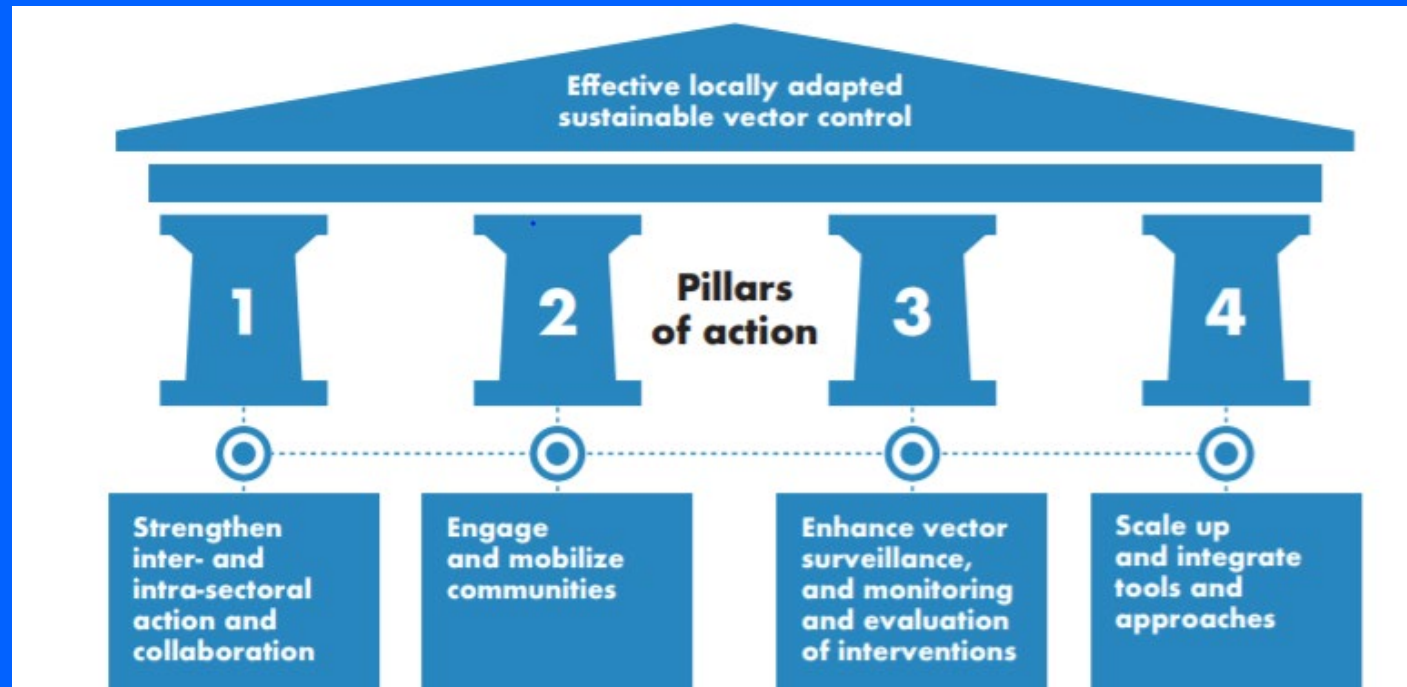 Effective locally adapted
sustainable vector control
1
2
Pillars
of action
3
4
Strengthen
inter- and
intra-sectoral
action and
collaboration
Engage
and mobilize
communities
Enhance vector
surveillance,
and monitoring
and evaluation
of interventions
Scale up
and integrate
tools and
approaches